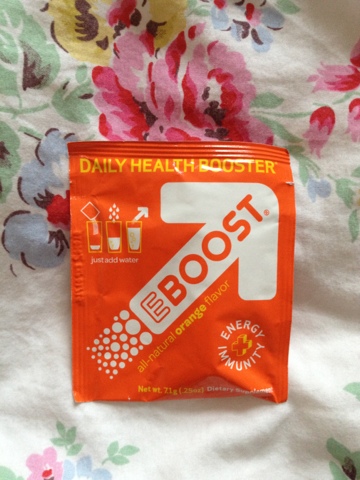 DAILY HEALTH BOOSTER
just add water
EBOOST®
all-natural orange flavor
ENERGY
IMMUNITY
Net wt. 7.1g (.25oz) Dietary